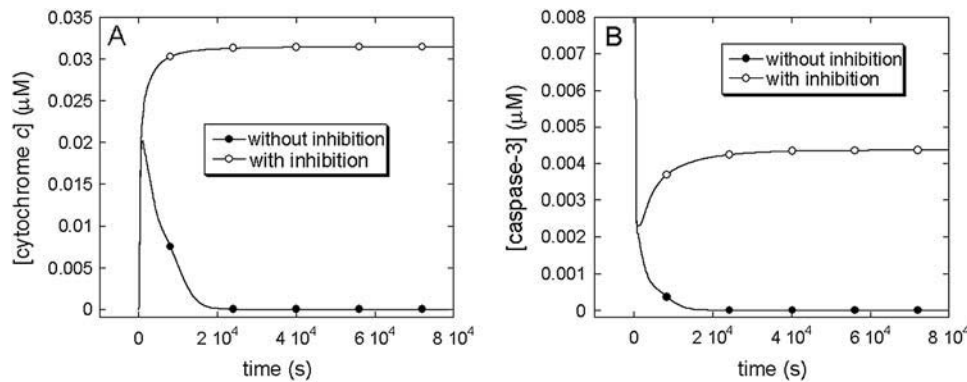 A
[cytochrome c] (µM)
0.035
0.03
0.025
0.02
0.015
0.01
0.005
0
without inhibition
with inhibition
0 2 10⁴ 4 10⁴ 6 10⁴ 8 10⁴
time (s)
B
[caspase-3] (µM)
0.008
0.007
0.006
0.005
0.004
0.003
0.002
0.001
0
without inhibition
with inhibition
0 2 10⁴ 4 10⁴ 6 10⁴ 8 10⁴
time (s)